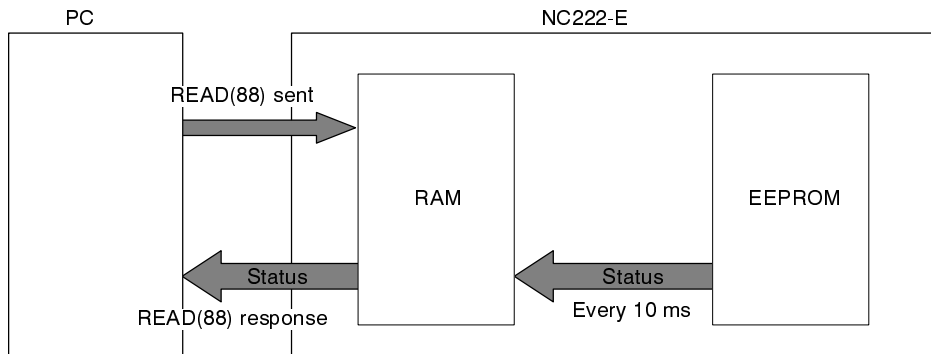 PC
NC222-E
READ(88) sent
RAM
EEPROM
Status
Status
READ(88) response
Every 10 ms